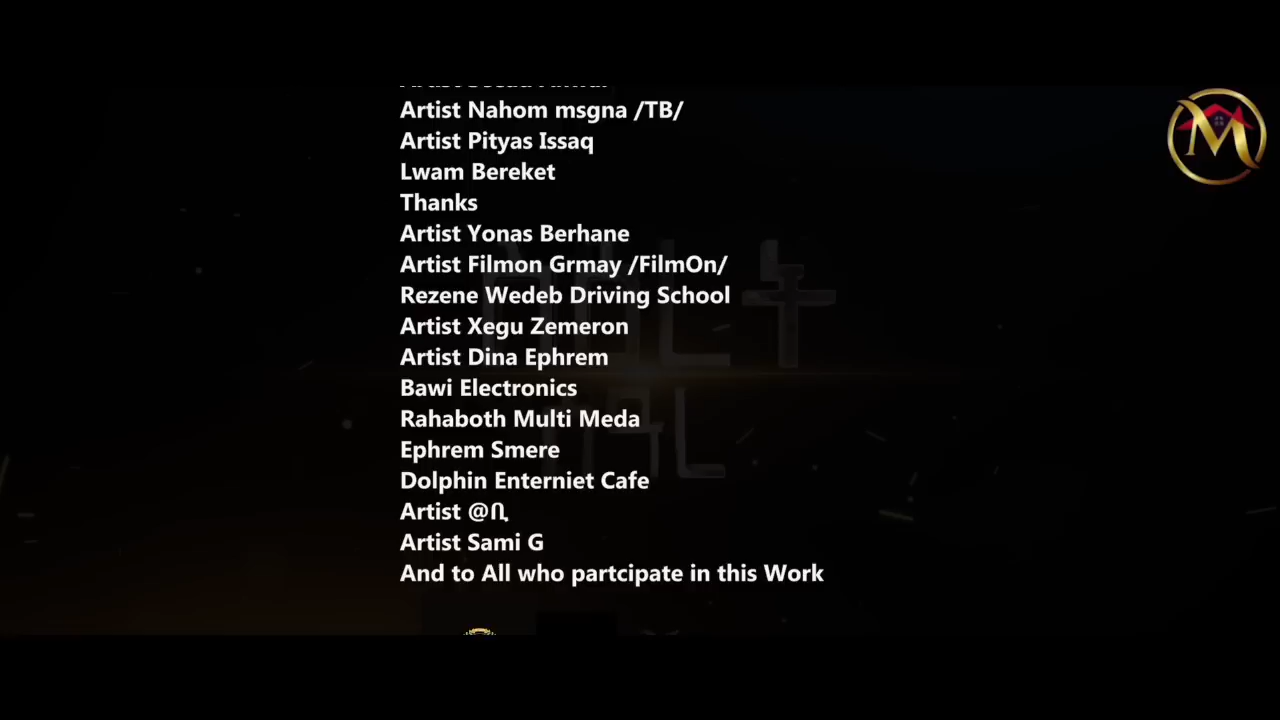 Artist Nahom msgna /TB/
Artist Pityas Issaq
Lwam Bereket
Thanks
Artist Yonas Berhane
Artist Filmon Grmay /FilmOn/
Rezene Wedeb Driving School
Artist Xegu Zemeron
Artist Dina Ephrem
Bawi Electronics
Rahaboth Multi Meda
Ephrem Smere
Dolphin Enterniet Cafe
Artist @ቢ
Artist Sami G
And to All who partcipate in this Work
M